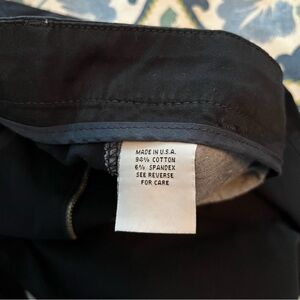 MADE IN U.S.A.
94% COTTON
6% SPANDEX
SEE REVERSE
FOR CARE